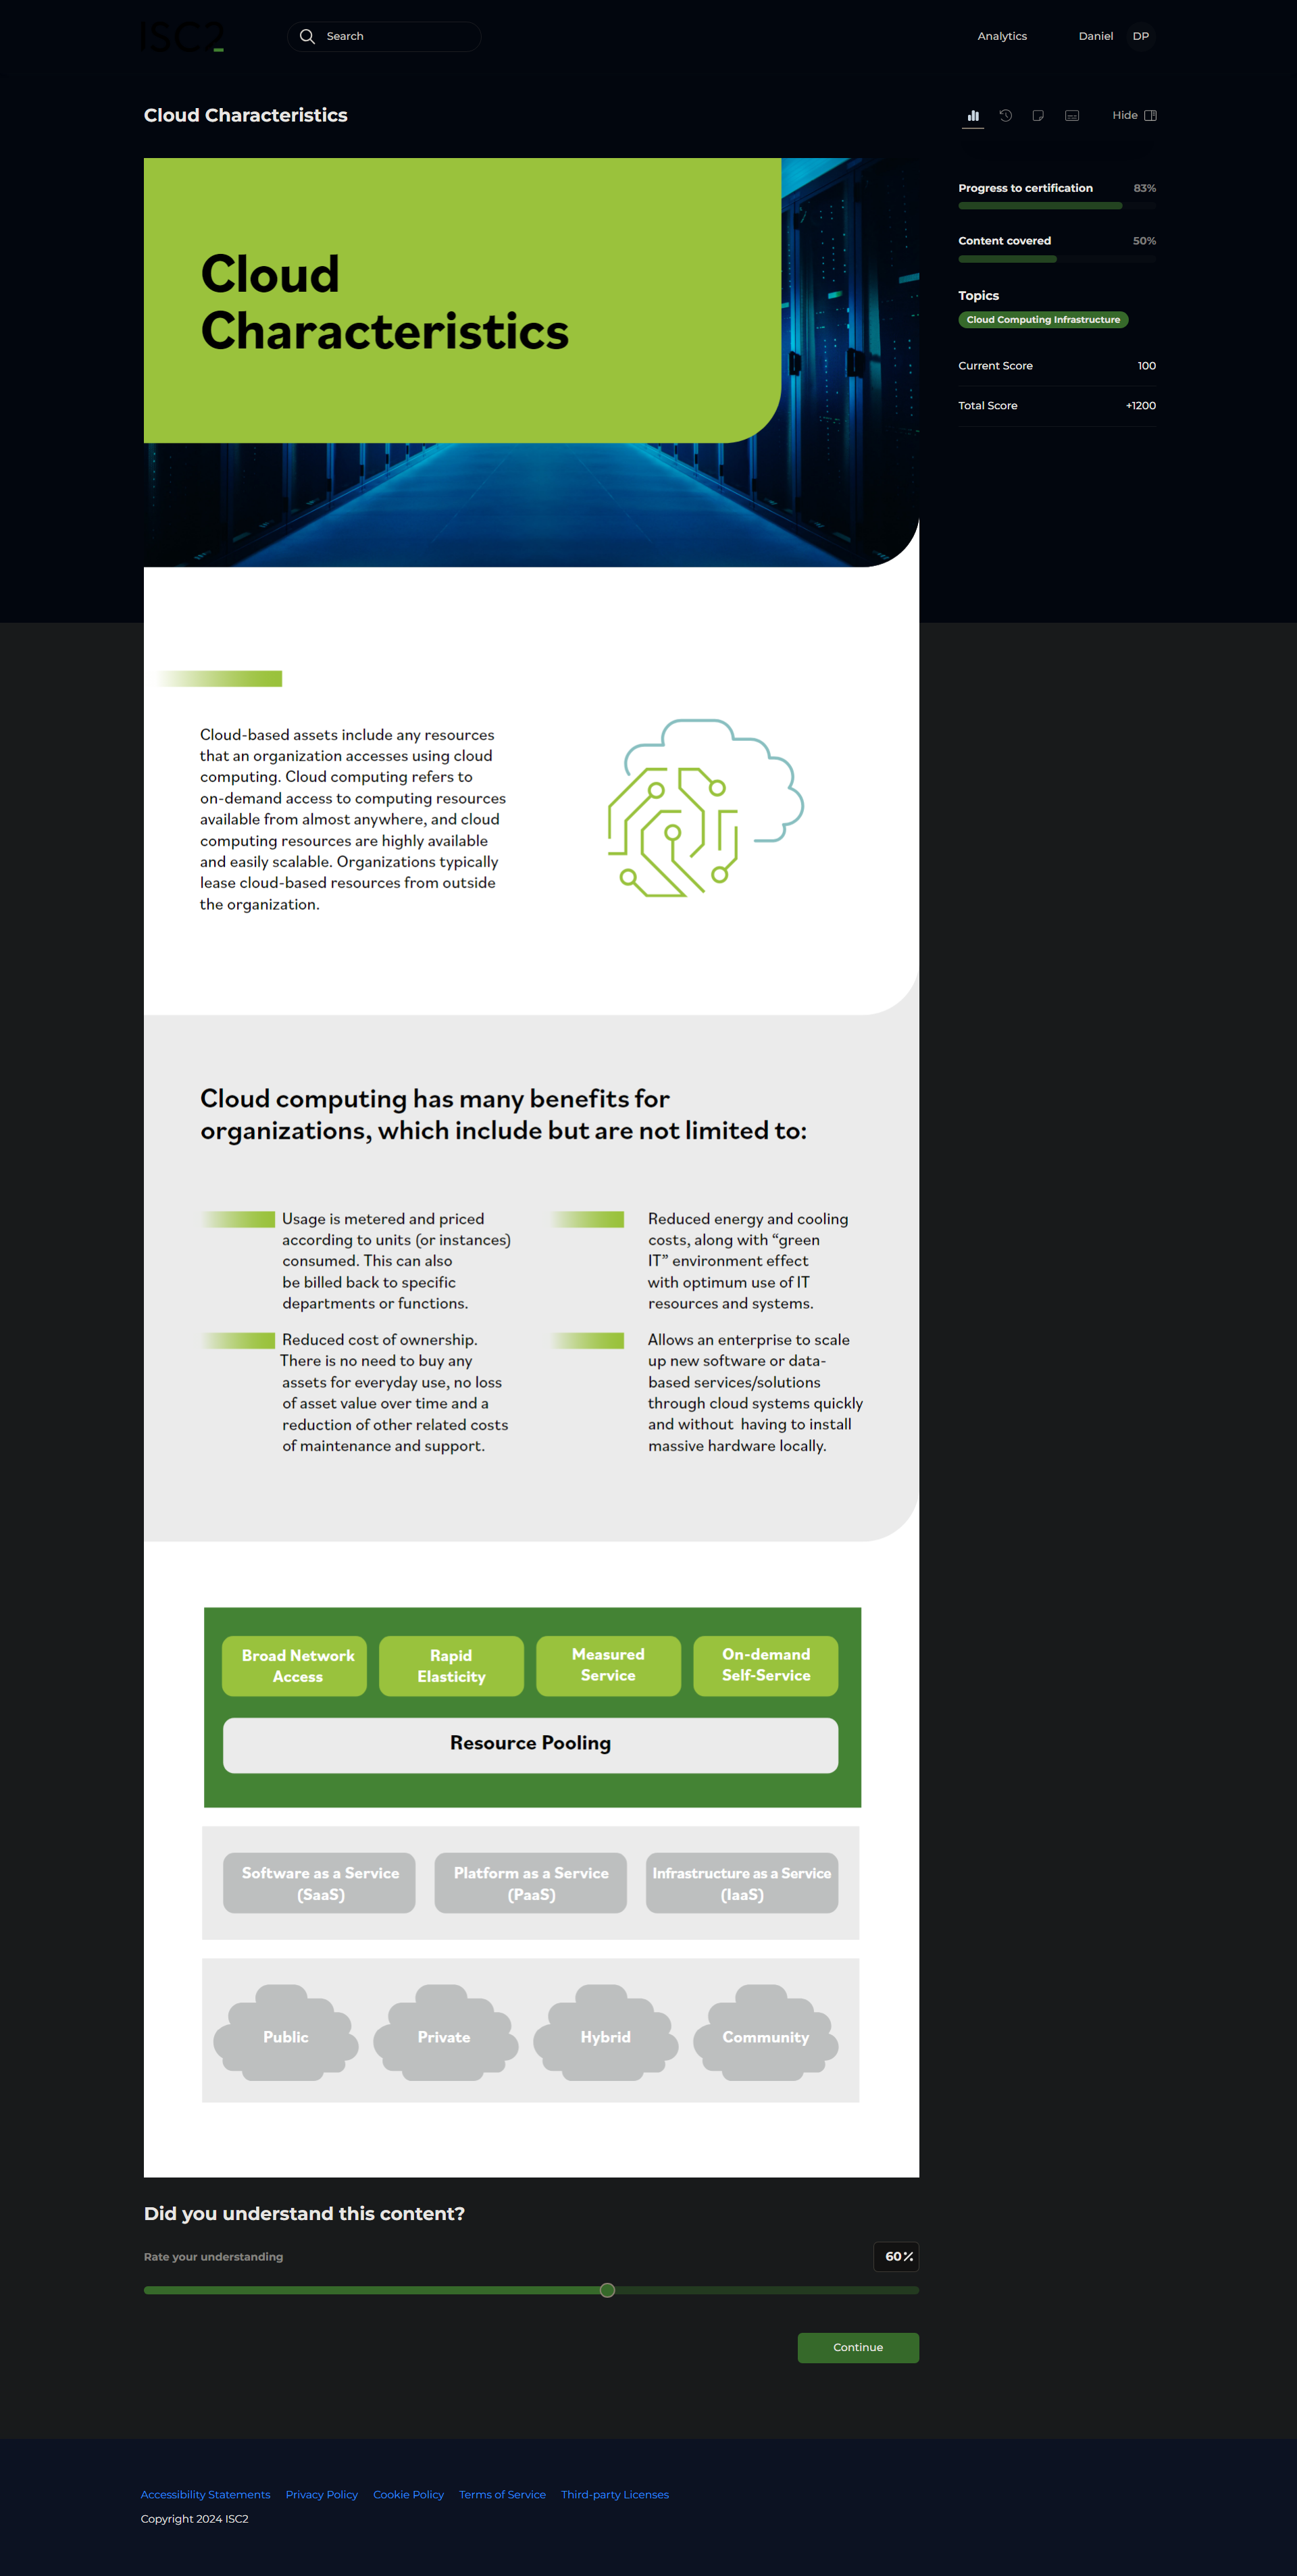 ISC2
Search
Analytics
Daniel
DP
Cloud Characteristics
Hide
Cloud
Characteristics
Progress to certification 83%
Content covered 50%
Topics
Cloud Computing Infrastructure
Current Score 100
Total Score +1200
Cloud-based assets include any resources
that an organization accesses using cloud
computing. Cloud computing refers to
on-demand access to computing resources
available from almost anywhere, and cloud
computing resources are highly available
and easily scalable. Organizations typically
lease cloud-based resources from outside
the organization.
Cloud computing has many benefits for
organizations, which include but are not limited to:
Usage is metered and priced
according to units (or instances)
consumed. This can also
be billed back to specific
departments or functions.
Reduced cost of ownership.
There is no need to buy any
assets for everyday use, no loss
of asset value over time and a
reduction of other related costs
of maintenance and support.
Reduced energy and cooling
costs, along with “green
IT” environment effect
with optimum use of IT
resources and systems.
Allows an enterprise to scale
up new software or data-
based services/solutions
through cloud systems quickly
and without having to install
massive hardware locally.
Broad Network
Access
Rapid
Elasticity
Measured
Service
On-demand
Self-Service
Resource Pooling
Software as a Service
(SaaS)
Platform as a Service
(PaaS)
Infrastructure as a Service
(IaaS)
Public
Private
Hybrid
Community
Did you understand this content?
Rate your understanding
60%
Continue
Accessibility Statements Privacy Policy Cookie Policy Terms of Service Third-party Licenses
Copyright 2024 ISC2